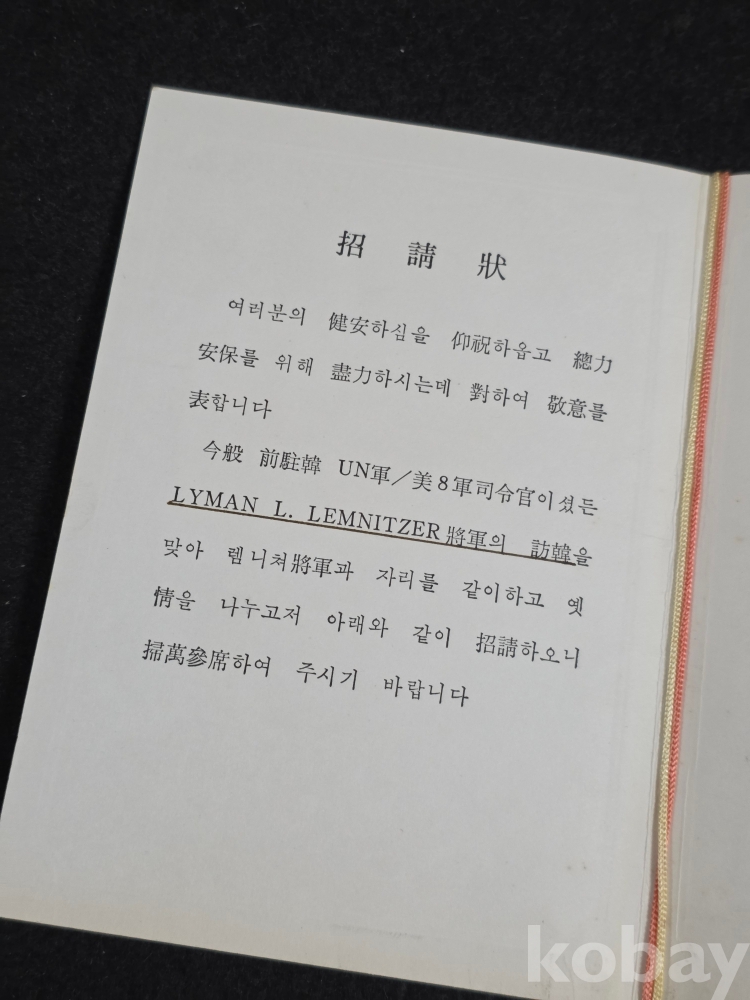 招 請 狀
여러분의 健安하심을 仰祝하옵고 總力
安保를 위해 盡力하시는데 對하여 敬意를
表합니다
今般 前駐韓 UN軍／美8軍司令官이셨든
LYMAN L. LEMNITZER將軍의 訪韓을
맞아 렘니쳐將軍과 자리를 같이하고 옛
情을 나누고저 아래와 같이 招請하오니
掃萬參席하여 주시기 바랍니다
kobay